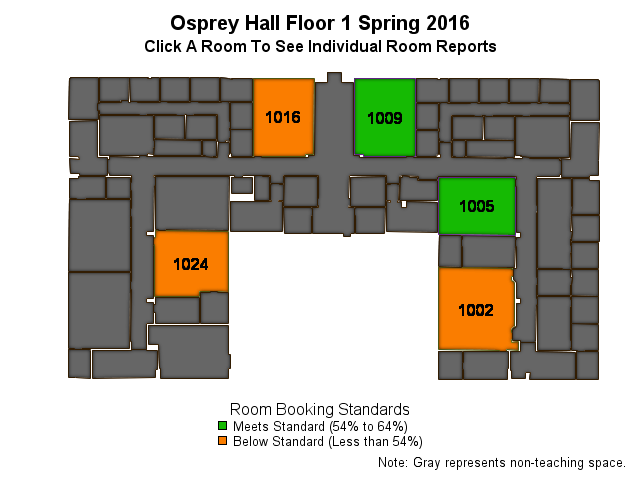 Osprey Hall Floor 1 Spring 2016
Click A Room To See Individual Room Reports
1016
1009
1005
1024
1002
Room Booking Standards
Meets Standard (54% to 64%)
Below Standard (Less than 54%)
Note: Gray represents non-teaching space.